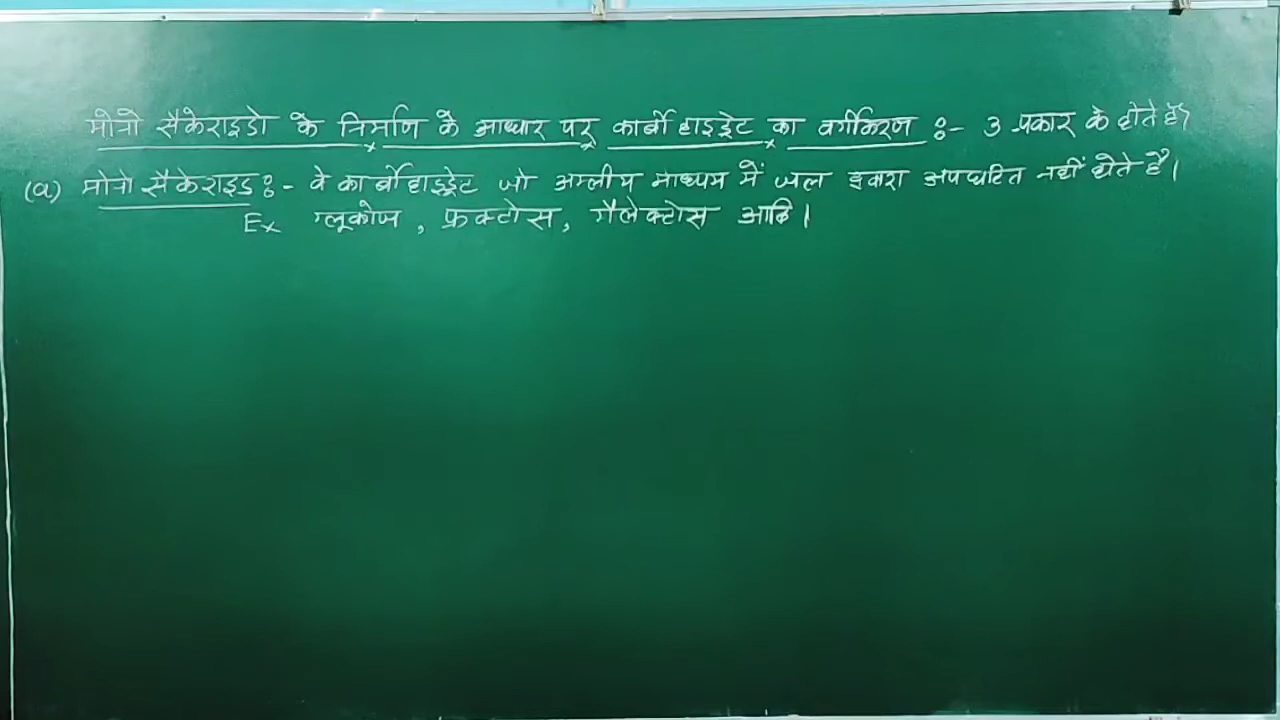 मोनो सैकेराइडो के निर्माण के आधार पर कार्बोहाइड्रेट का वर्गीकरण :- 3 प्रकार के होते हैं
(a) मोनो सैकेराइड :- वे कार्बोहाइड्रेट जो अम्लीय माध्यम में जल द्वारा अपघटित नहीं होते है।
Ex ग्लूकोज, फ्रक्टोस, गैलेक्टोस आदि।